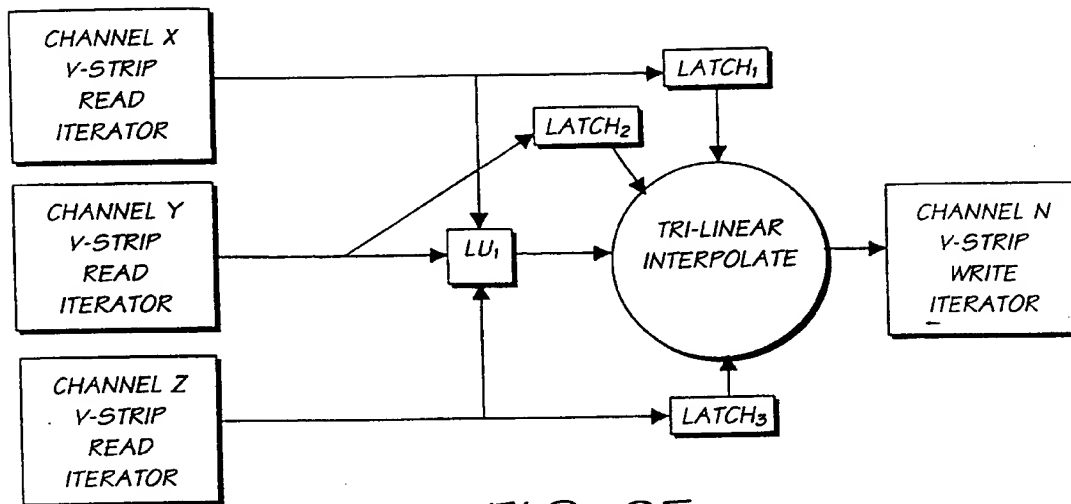 CHANNEL X
V-STRIP
READ
ITERATOR
LATCH₁
LATCH₂
CHANNEL Y
V-STRIP
READ
ITERATOR
LU₁
TRI-LINEAR
INTERPOLATE
CHANNEL N
V-STRIP
WRITE
ITERATOR
CHANNEL Z
V-STRIP
READ
ITERATOR
LATCH₃